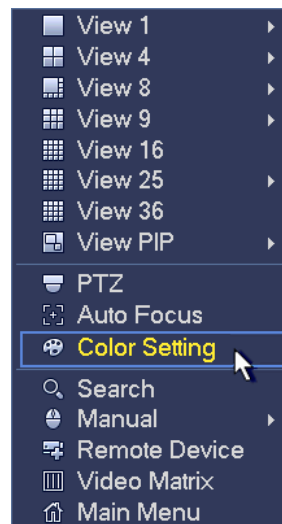 View 1
View 4
View 8
View 9
View 16
View 25
View 36
View PIP
PTZ
Auto Focus
Color Setting
Search
Manual
Remote Device
Video Matrix
Main Menu